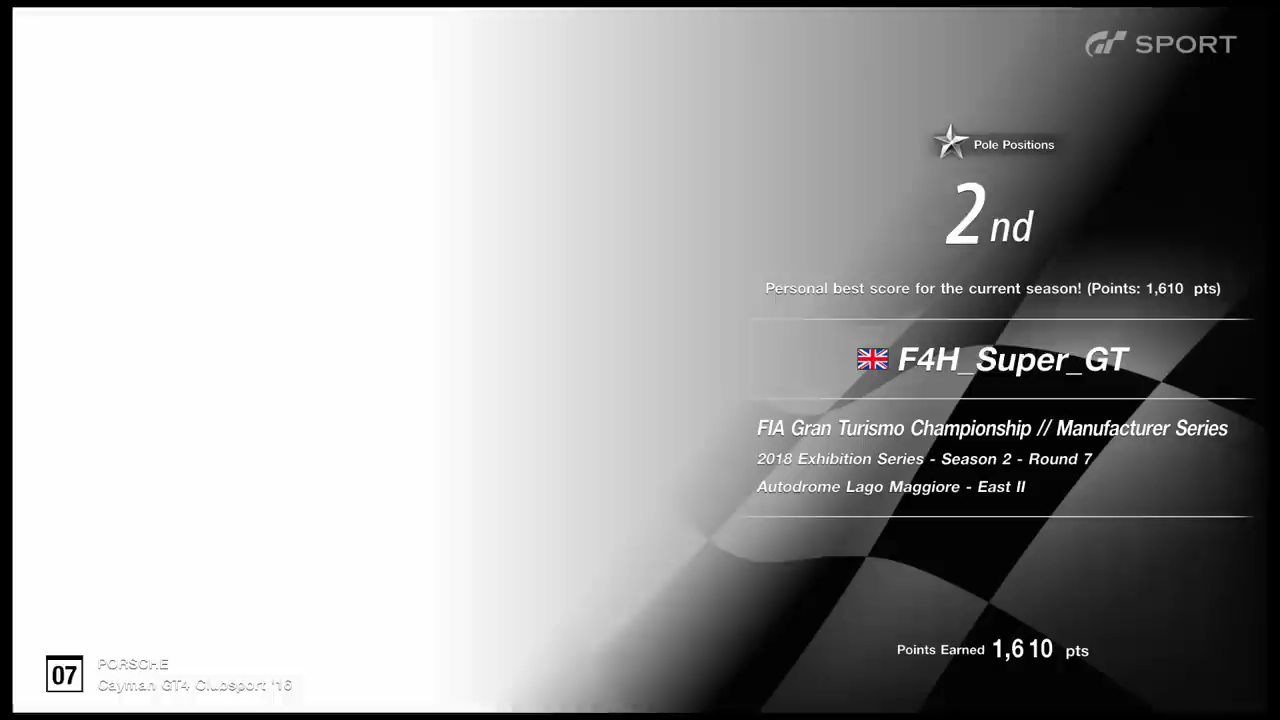 GT SPORT
Pole Positions
2nd
Personal best score for the current season! (Points: 1,610 pts)
F4H_Super_GT
FIA Gran Turismo Championship // Manufacturer Series
2018 Exhibition Series - Season 2 - Round 7
Autodrome Lago Maggiore - East II
Points Earned 1,610 pts
07 PORSCHE
Cayman GT4 Clubsport '16